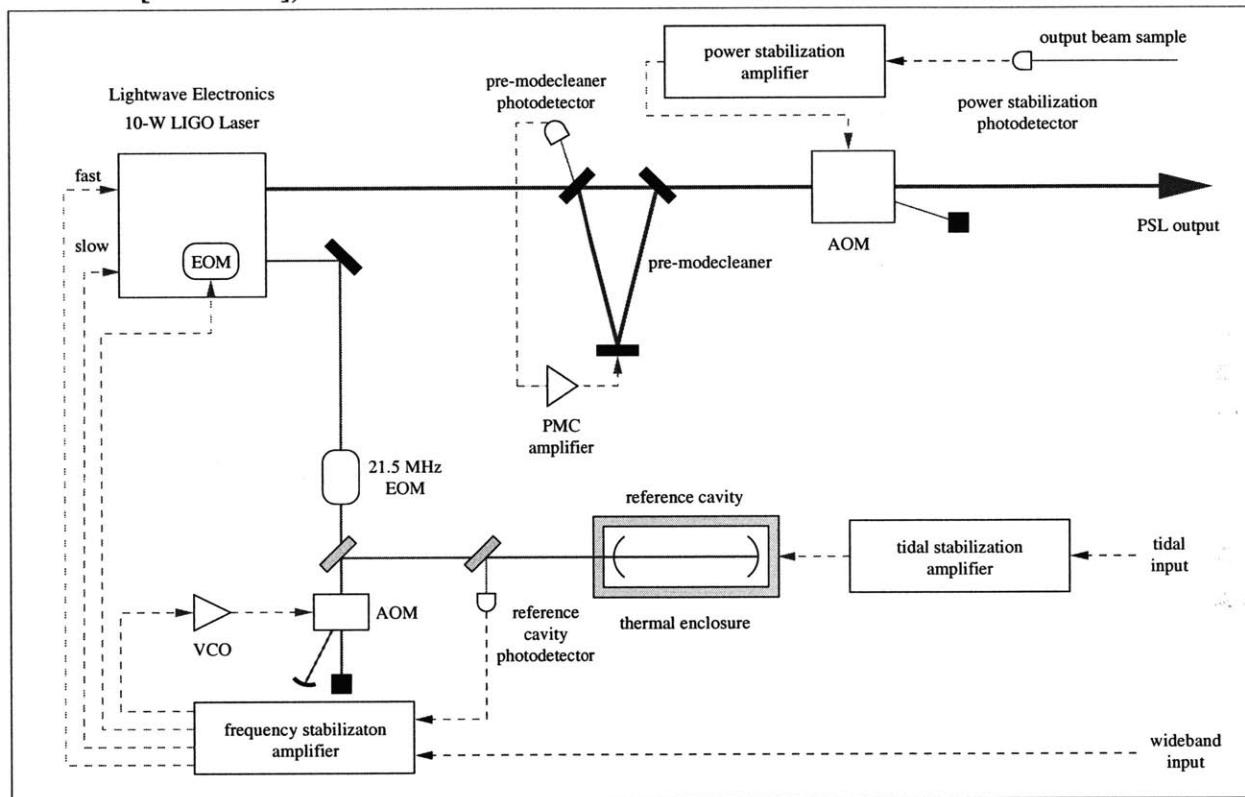 output beam sample
power stabilization
amplifier
power stabilization
photodetector
pre-modecleaner
photodetector
Lightwave Electronics
10-W LIGO Laser
fast
slow
EOM
AOM
PSL output
pre-modecleaner
PMC
amplifier
21.5 MHz
EOM
reference cavity
thermal enclosure
tidal stabilization
amplifier
tidal
input
AOM
VCO
reference
cavity
photodetector
frequency stabilizaton
amplifier
wideband
input